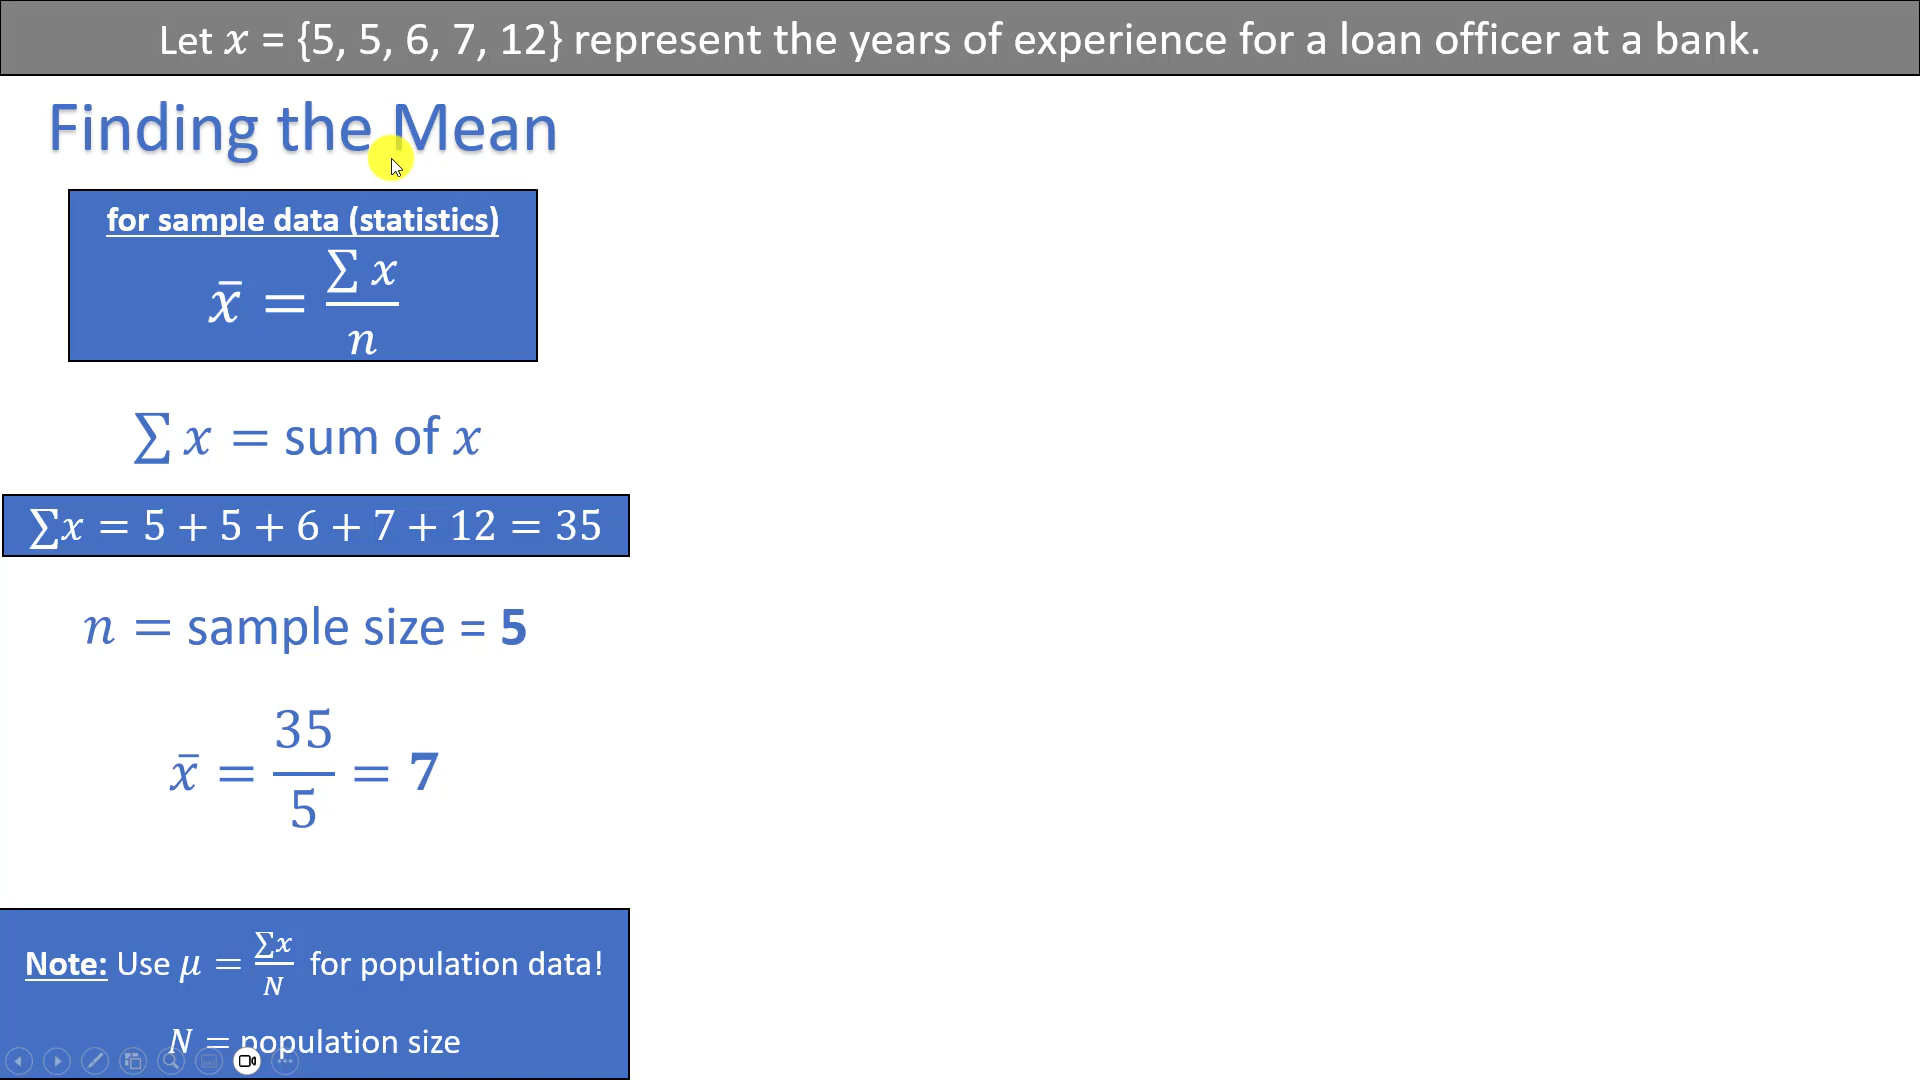 Let 𝑥 = {5, 5, 6, 7, 12} represent the years of experience for a loan officer at a bank.
Finding the Mean
for sample data (statistics)
x̄ = ∑ 𝑥 / 𝑛
∑ 𝑥 = sum of 𝑥
∑𝑥 = 5 + 5 + 6 + 7 + 12 = 35
𝑛 = sample size = 5
x̄ = 35 / 5 = 7
Note: Use 𝜇 = ∑𝑥 / 𝑁 for population data!
𝑁 = population size